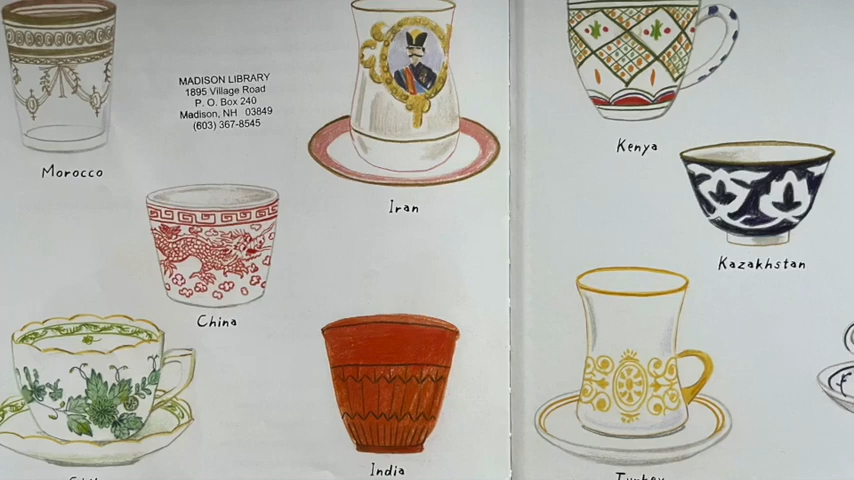 MADISON LIBRARY
1895 Village Road
P. O. Box 240
Madison, NH 03849
(603) 367-8545
Morocco
Iran
Kenya
Kazakhstan
China
India
Turkey